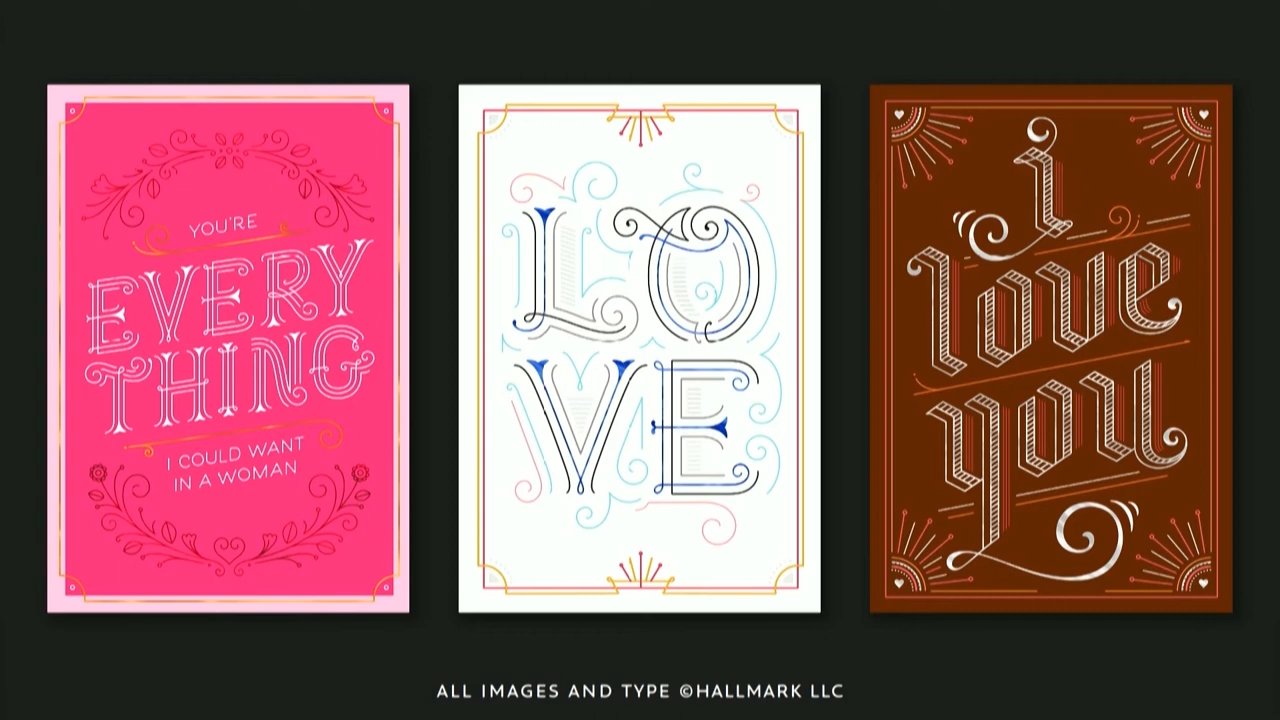 YOU'RE
EVERY
THING
I COULD WANT
IN A WOMAN
LO
VE
i
love
you
ALL IMAGES AND TYPE ©HALLMARK LLC